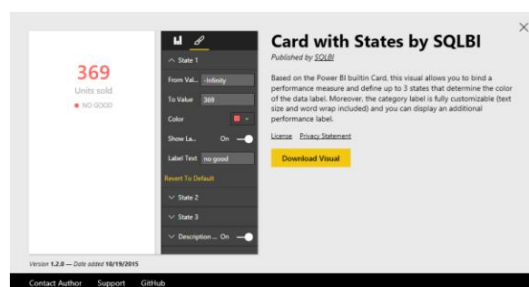 369
Units sold
NO GOOD
State 1
From Val... -Infinity
To Value 369
Color
Show La... On
Label Text no good
Revert To Default
State 2
State 3
Description ... On
Card with States by SQLBI
Published by SQLBI
Based on the Power BI builtin Card, this visual allows you to bind a
performance measure and define up to 3 states that determine the color
of the data label. Moreover, the category label is fully customizable (text
size and word wrap included) and you can display an additional
performance label.
License Privacy Statement
Download Visual
Version 1.2.0 — Date added 10/19/2015
Contact Author Support GitHub